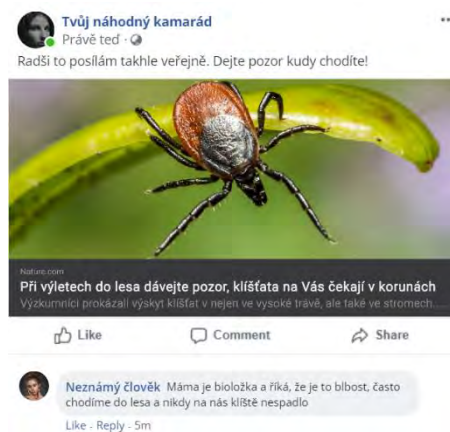 Tvůj náhodný kamarád
Právě teď ·
Radši to posílám takhle veřejně. Dejte pozor kudy chodíte!
Nature.com
Při výletech do lesa dávejte pozor, klíšťata na Vás čekají v korunách
Výzkumníci prokázali výskyt klíšťat v nejen ve vysoké trávě, ale také ve stromech...
Like Comment Share
Neznámý člověk Máma je bioložka a říká, že je to blbost, často
chodíme do lesa a nikdy na nás klíště nespadlo
Like - Reply - 5m